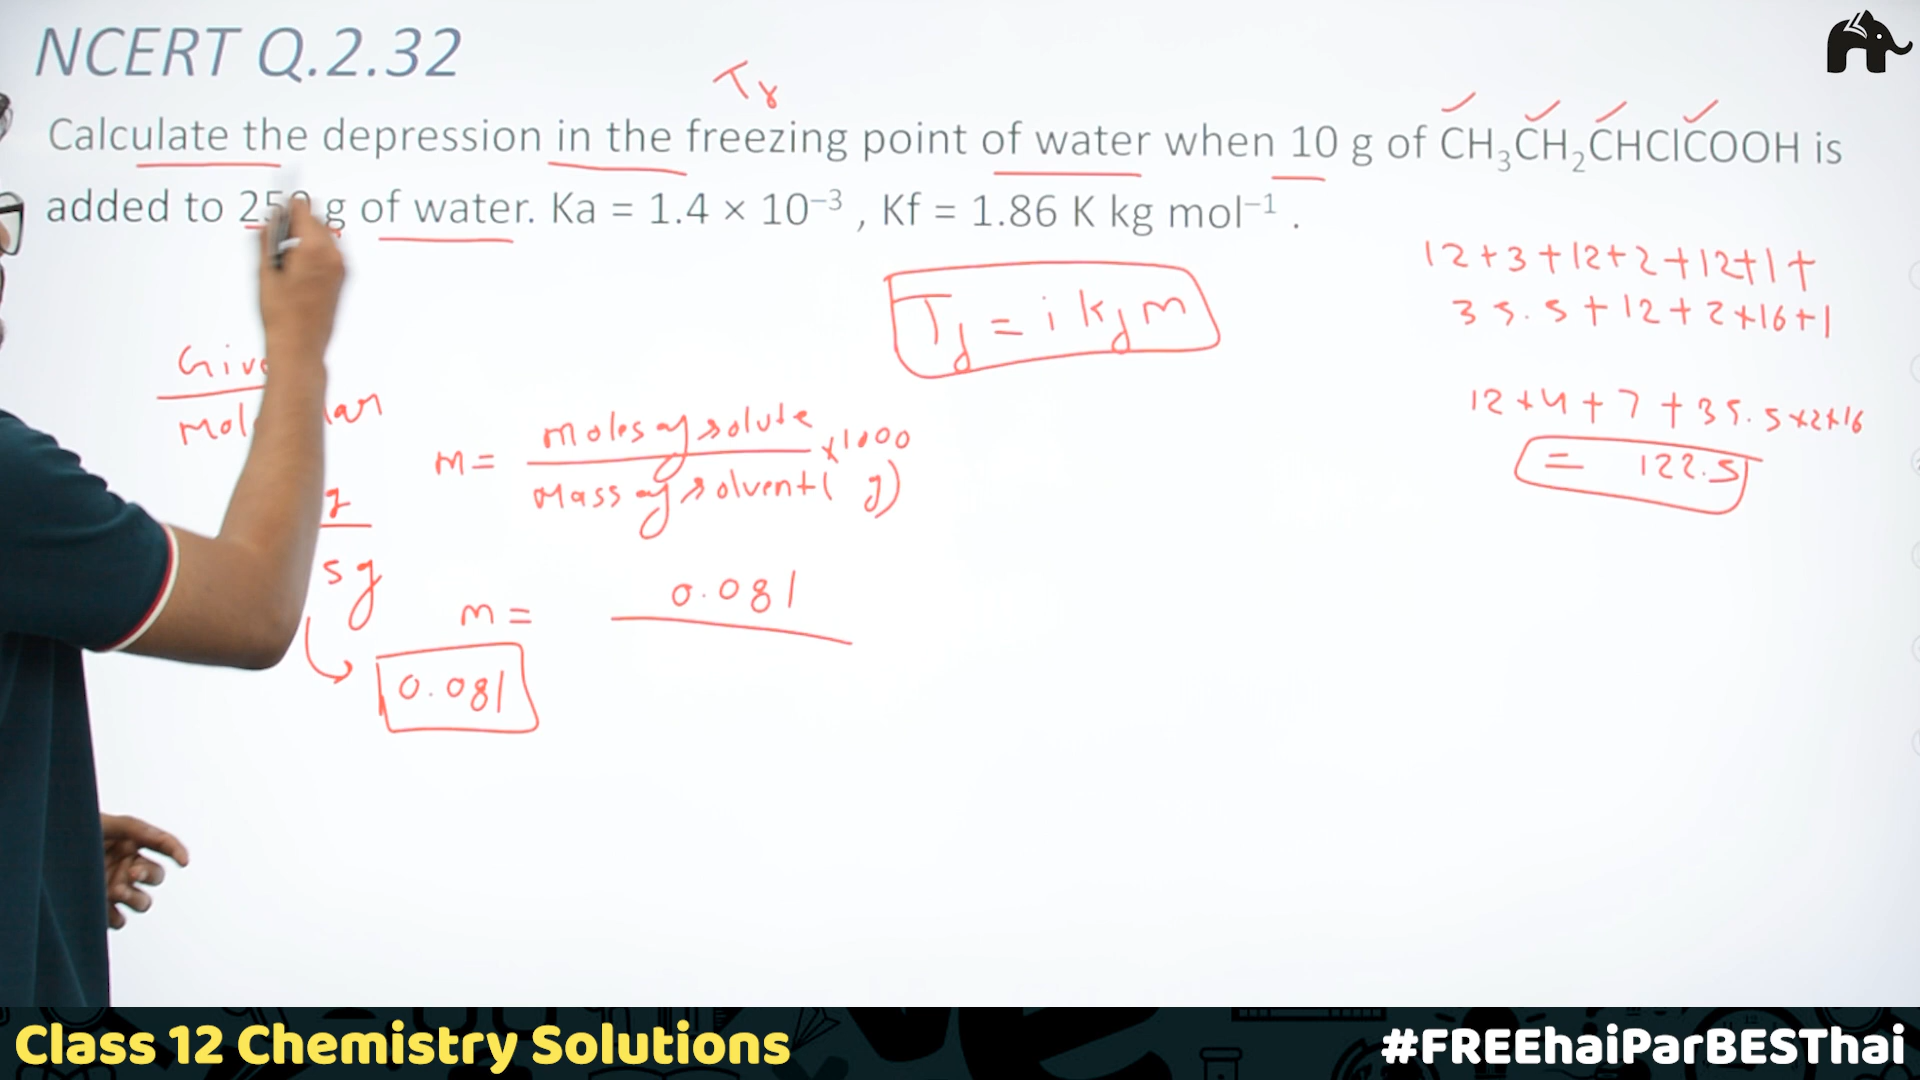 NCERT Q.2.32
Tf
Calculate the depression in the freezing point of water when 10 g of CH₃CH₂CHClCOOH is
added to 250 g of water. Ka = 1.4 × 10⁻³ , Kf = 1.86 K kg mol⁻¹ .
12+3+12+2+12+1+
35.5+12+2×16+1
Tf = i kf m
12×4+7+35.5+2×16
= 122.5
m = moles of solute ×1000
Mass of solvent( g)
g
5g
m = 0.081
0.081
Class 12 Chemistry Solutions
#FREEhaiParBESThai